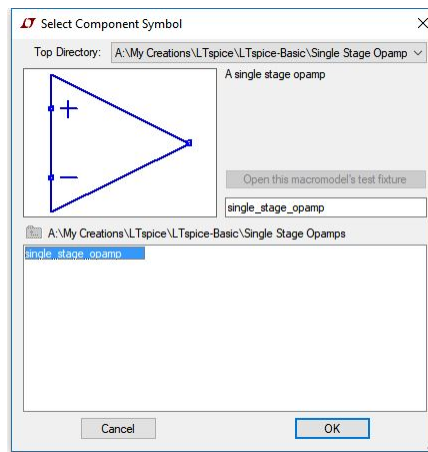 Select Component Symbol
Top Directory: A:\My Creations\LTspice\LTspice-Basic\Single Stage Opamp
A single stage opamp
+
−
Open this macromodel's test fixture
single_stage_opamp
A:\My Creations\LTspice\LTspice-Basic\Single Stage Opamps
single_stage_opamp
Cancel
OK